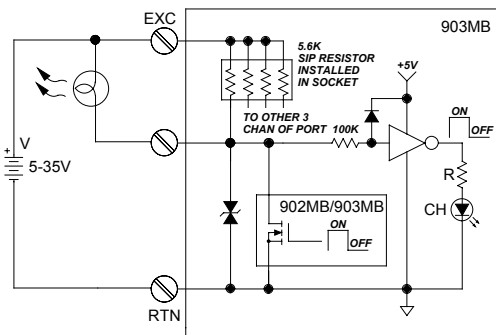 EXC
903MB
5.6K
SIP RESISTOR
INSTALLED
IN SOCKET
+5V
TO OTHER 3
CHAN OF PORT 100K
ON
OFF
+ V
5-35V
R
902MB/903MB
CH
ON
OFF
RTN